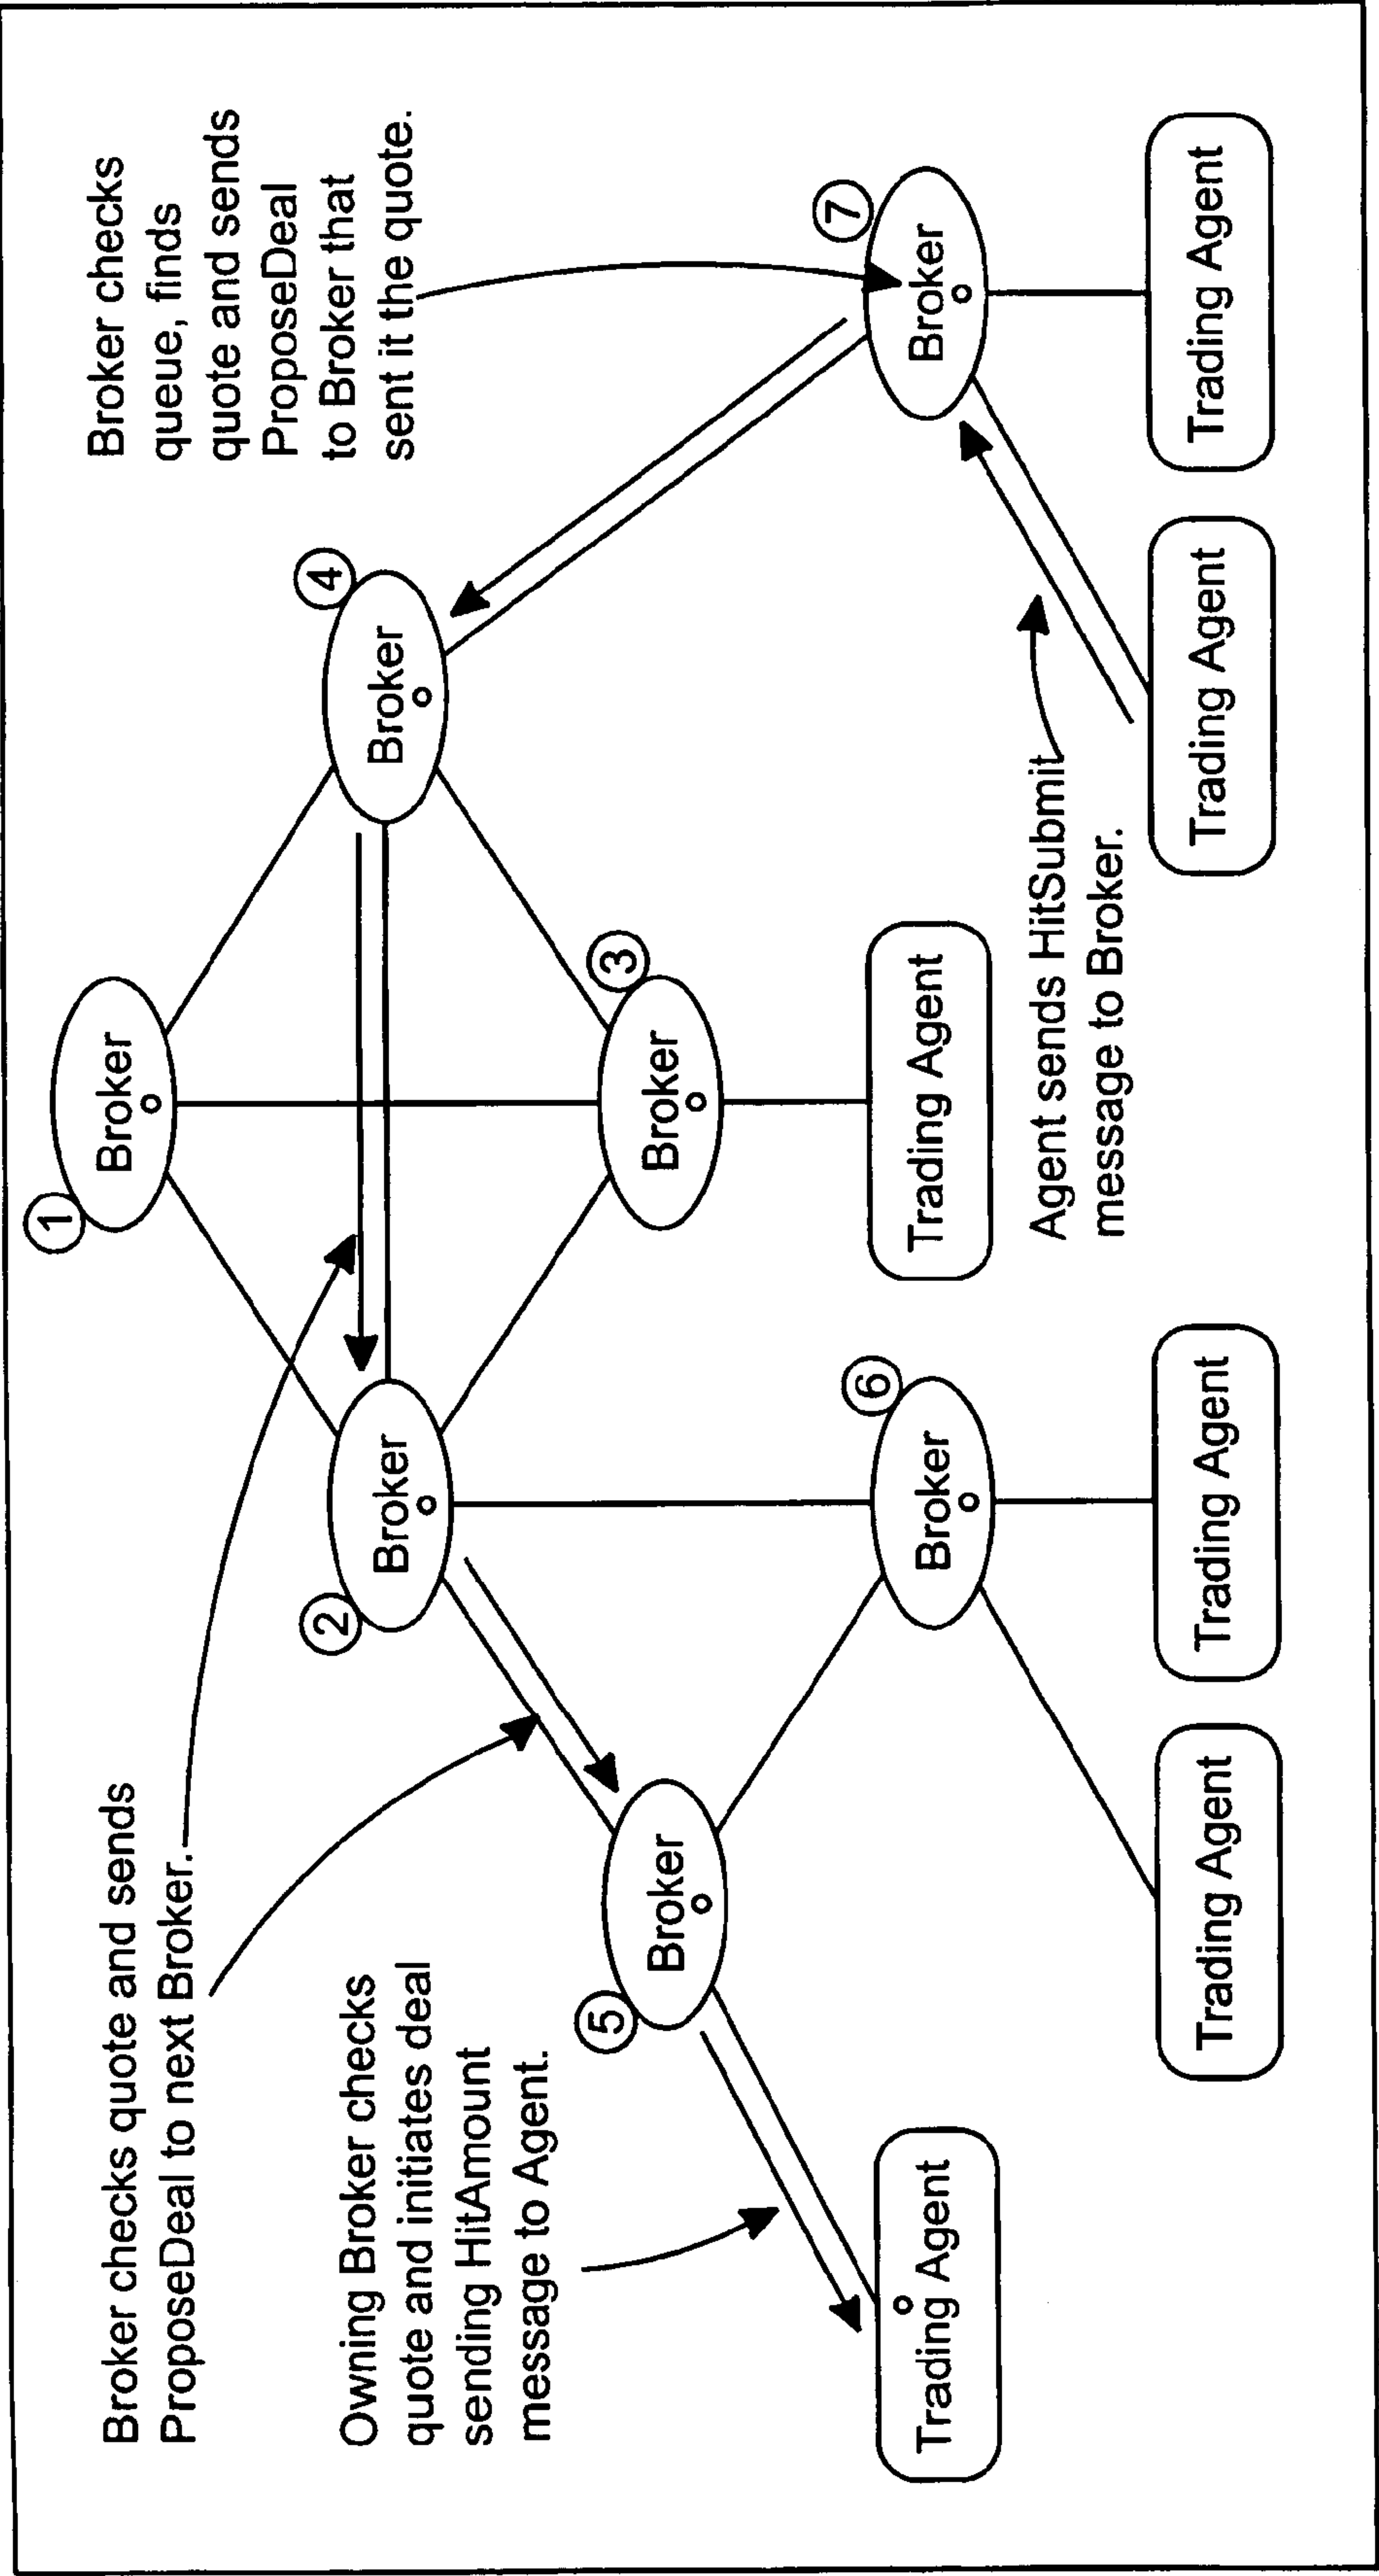 Broker checks quote and sends
ProposeDeal to next Broker.
Broker checks
queue, finds
quote and sends
ProposeDeal
to Broker that
sent it the quote.
Owning Broker checks
quote and initiates deal
sending HitAmount
message to Agent.
1
Broker
2
Broker
4
Broker
3
Broker
5
Broker
6
Broker
7
Broker
Trading Agent
Trading Agent
Agent sends HitSubmit
message to Broker.
Trading Agent
Trading Agent
Trading Agent
Trading Agent